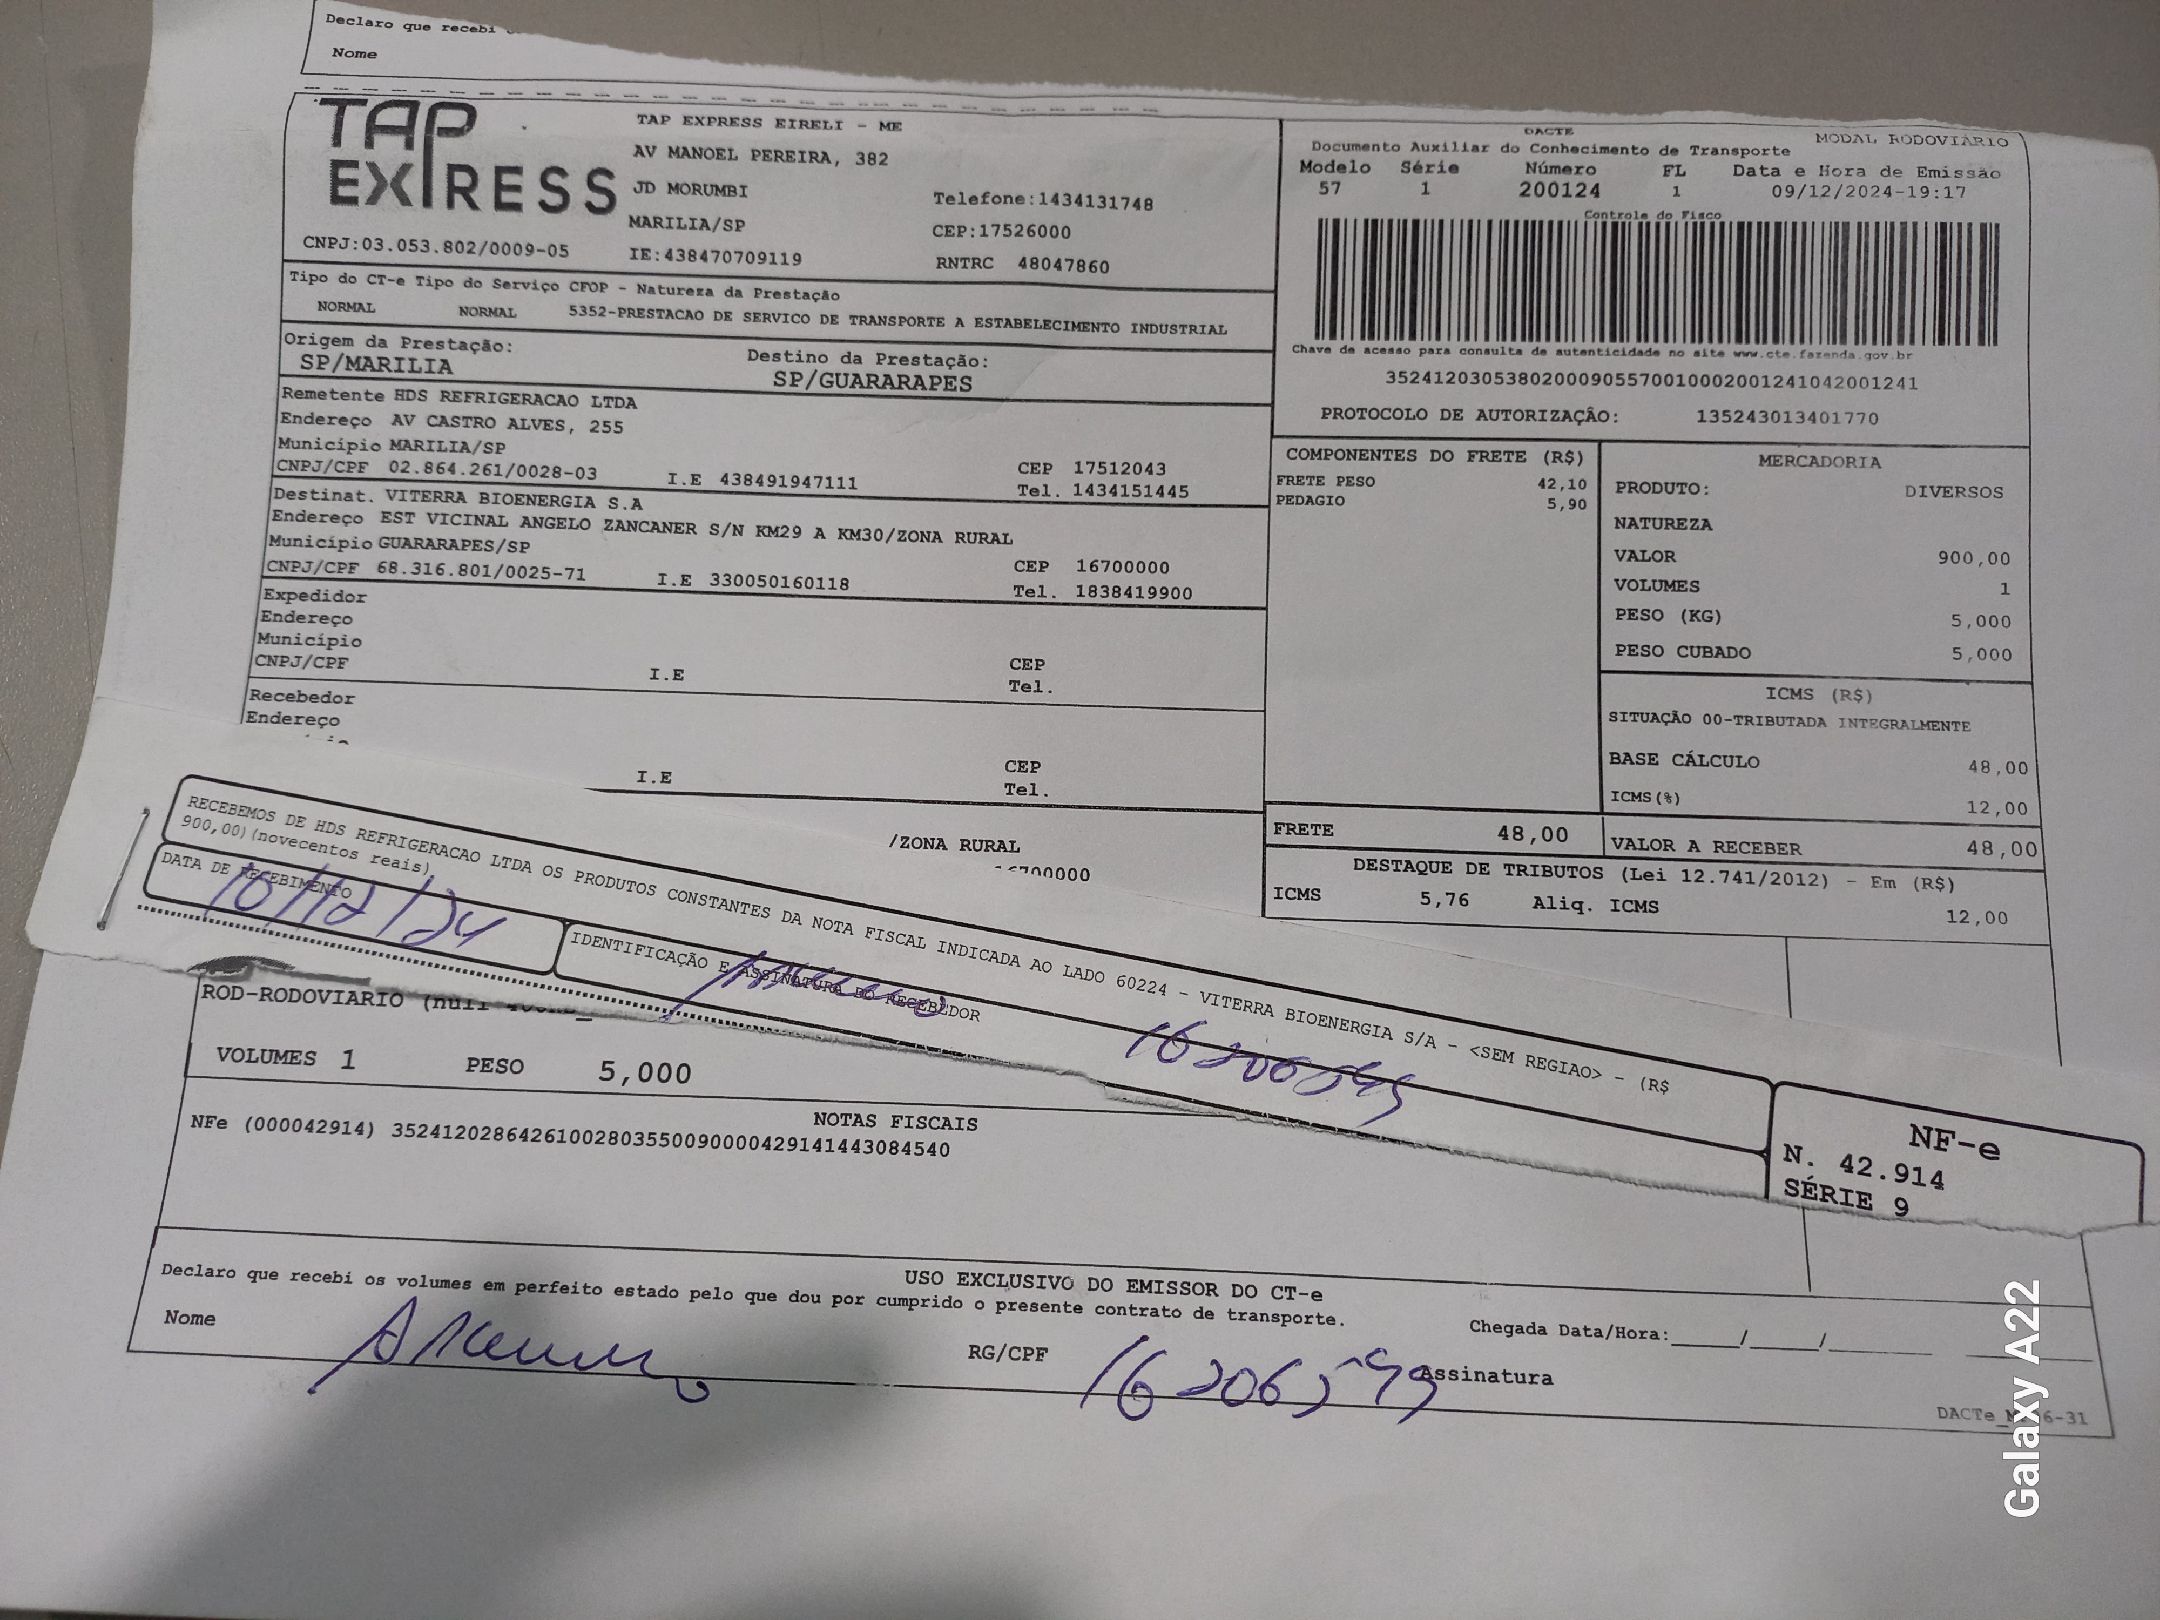 Declaro que recebi
Nome
TAP
EXPRESS
TAP EXPRESS EIRELI - ME
AV MANOEL PEREIRA, 382
JD MORUMBI
Telefone:1434131748
MARILIA/SP
CEP:17526000
CNPJ:03.053.802/0009-05
IE:438470709119
RNTRC 48047860
DACTE
MODAL RODOVIÁRIO
Documento Auxiliar do Conhecimento de Transporte
Modelo Série Número FL Data e Hora de Emissão
57 1 200124 1 09/12/2024-19:17
Controle do Fisco
Chave de acesso para consulta de autenticidade no site www.cte.fazenda.gov.br
35241203053802000905570010002001241042001241
PROTOCOLO DE AUTORIZAÇÃO: 135243013401770
Tipo do CT-e Tipo do Serviço CFOP - Natureza da Prestação
NORMAL NORMAL 5352-PRESTACAO DE SERVICO DE TRANSPORTE A ESTABELECIMENTO INDUSTRIAL
Origem da Prestação: Destino da Prestação:
SP/MARILIA SP/GUARARAPES
Remetente HDS REFRIGERACAO LTDA
Endereço AV CASTRO ALVES, 255
Município MARILIA/SP CEP 17512043
CNPJ/CPF 02.864.261/0028-03 I.E 438491947111 Tel. 1434151445
Destinat. VITERRA BIOENERGIA S.A
Endereço EST VICINAL ANGELO ZANCANER S/N KM29 A KM30/ZONA RURAL
Município GUARARAPES/SP CEP 16700000
CNPJ/CPF 68.316.801/0025-71 I.E 330050160118 Tel. 1838419900
Expedidor
Endereço
Município CEP
CNPJ/CPF I.E Tel.
Recebedor
Endereço
CEP
I.E Tel.
/ZONA RURAL
COMPONENTES DO FRETE (R$)
FRETE PESO 42,10
PEDAGIO 5,90
MERCADORIA
PRODUTO: DIVERSOS
NATUREZA
VALOR 900,00
VOLUMES 1
PESO (KG) 5,000
PESO CUBADO 5,000
ICMS (R$)
SITUAÇÃO 00-TRIBUTADA INTEGRALMENTE
BASE CÁLCULO 48,00
ICMS(%) 12,00
FRETE 48,00 VALOR A RECEBER 48,00
DESTAQUE DE TRIBUTOS (Lei 12.741/2012) - Em (R$)
ICMS 5,76 Aliq. ICMS 12,00
RECEBEMOS DE HDS REFRIGERACAO LTDA OS PRODUTOS CONSTANTES DA NOTA FISCAL INDICADA AO LADO 60224 - VITERRA BIOENERGIA S/A - <SEM REGIAO> - (R$
900,00)(novecentos reais)
DATA DE RECEBIMENTO
10/12/24
IDENTIFICAÇÃO E ASSINATURA DO RECEBEDOR
NF-e
N. 42.914
SÉRIE 9
ROD-RODOVIARIO (null
VOLUMES 1 PESO 5,000
NOTAS FISCAIS
NFe (000042914) 35241202864261002803550090000429141443084540
USO EXCLUSIVO DO EMISSOR DO CT-e
Declaro que recebi os volumes em perfeito estado pelo que dou por cumprido o presente contrato de transporte.
Nome RG/CPF Chegada Data/Hora:_____/_____/_____
Assinatura
Galaxy A22